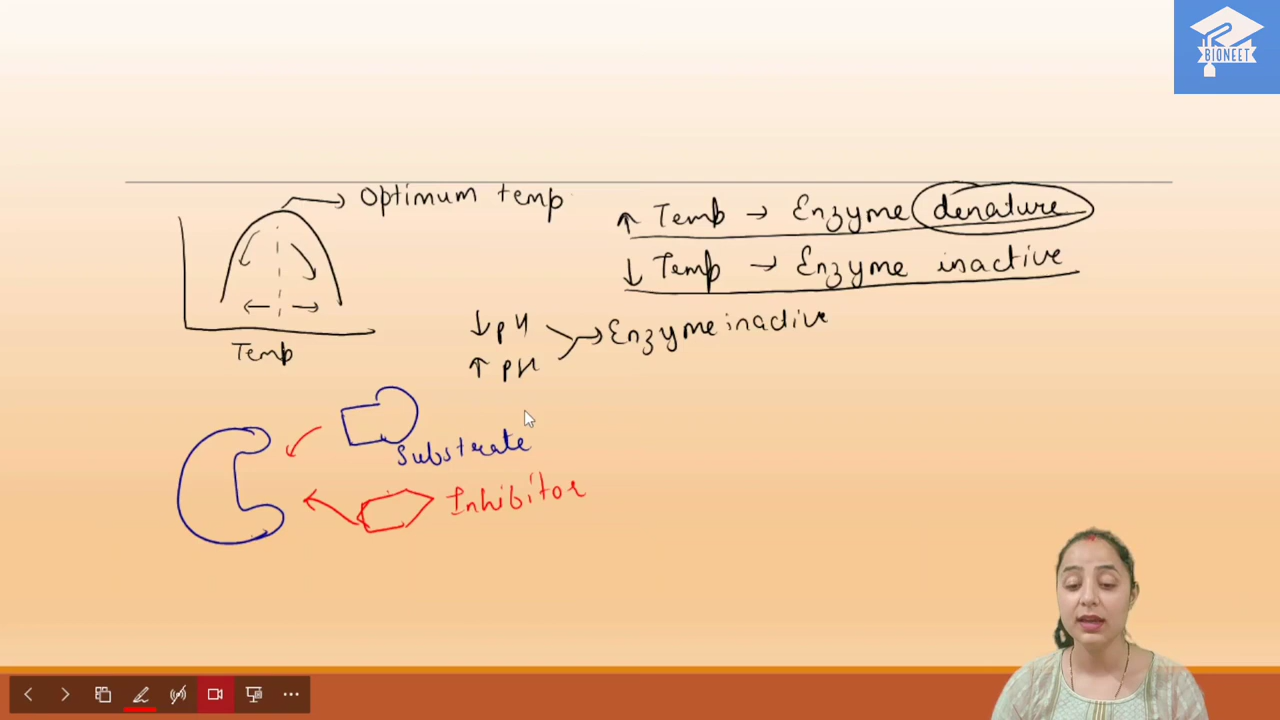 BIONEET
Optimum temp
Temp
↑ Temp → Enzyme denature
↓ Temp → Enzyme inactive
↓ pH
↑ pH
→ Enzyme inactive
Substrate
Inhibitor